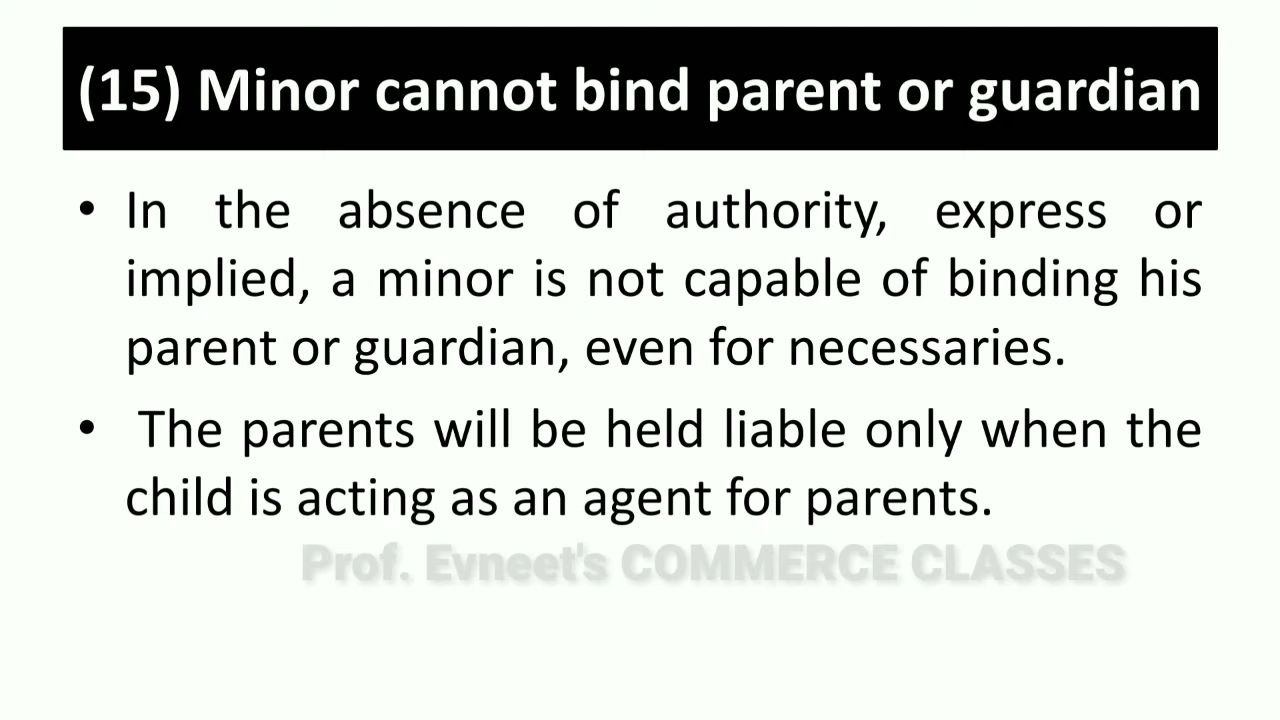 (15) Minor cannot bind parent or guardian
• In the absence of authority, express or
implied, a minor is not capable of binding his
parent or guardian, even for necessaries.
• The parents will be held liable only when the
child is acting as an agent for parents.
Prof. Evneet's COMMERCE CLASSES